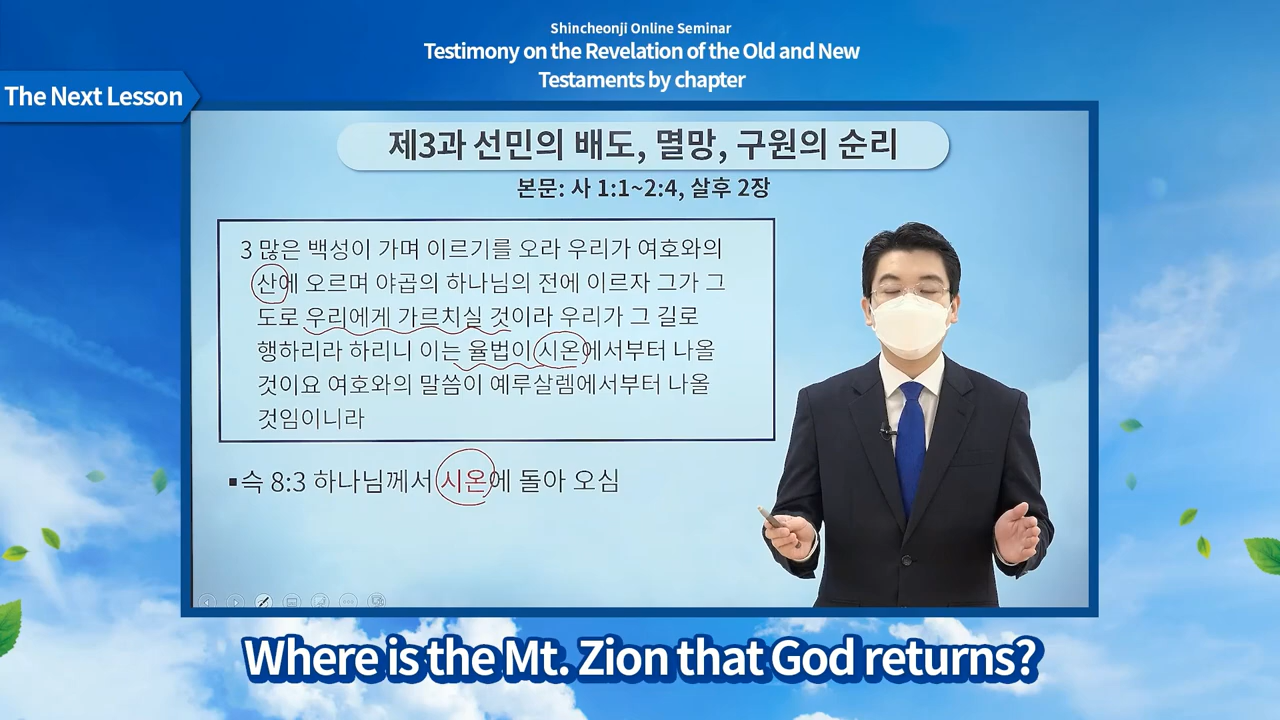 Shincheonji Online Seminar
Testimony on the Revelation of the Old and New
Testaments by chapter
The Next Lesson
제3과 선민의 배도, 멸망, 구원의 순리
본문: 사 1:1~2:4, 살후 2장
3 많은 백성이 가며 이르기를 오라 우리가 여호와의
산에 오르며 야곱의 하나님의 전에 이르자 그가 그
도로 우리에게 가르치실 것이라 우리가 그 길로
행하리라 하리니 이는 율법이 시온에서부터 나올
것이요 여호와의 말씀이 예루살렘에서부터 나올
것임이니라
▪슥 8:3 하나님께서 시온에 돌아 오심
Where is the Mt. Zion that God returns?